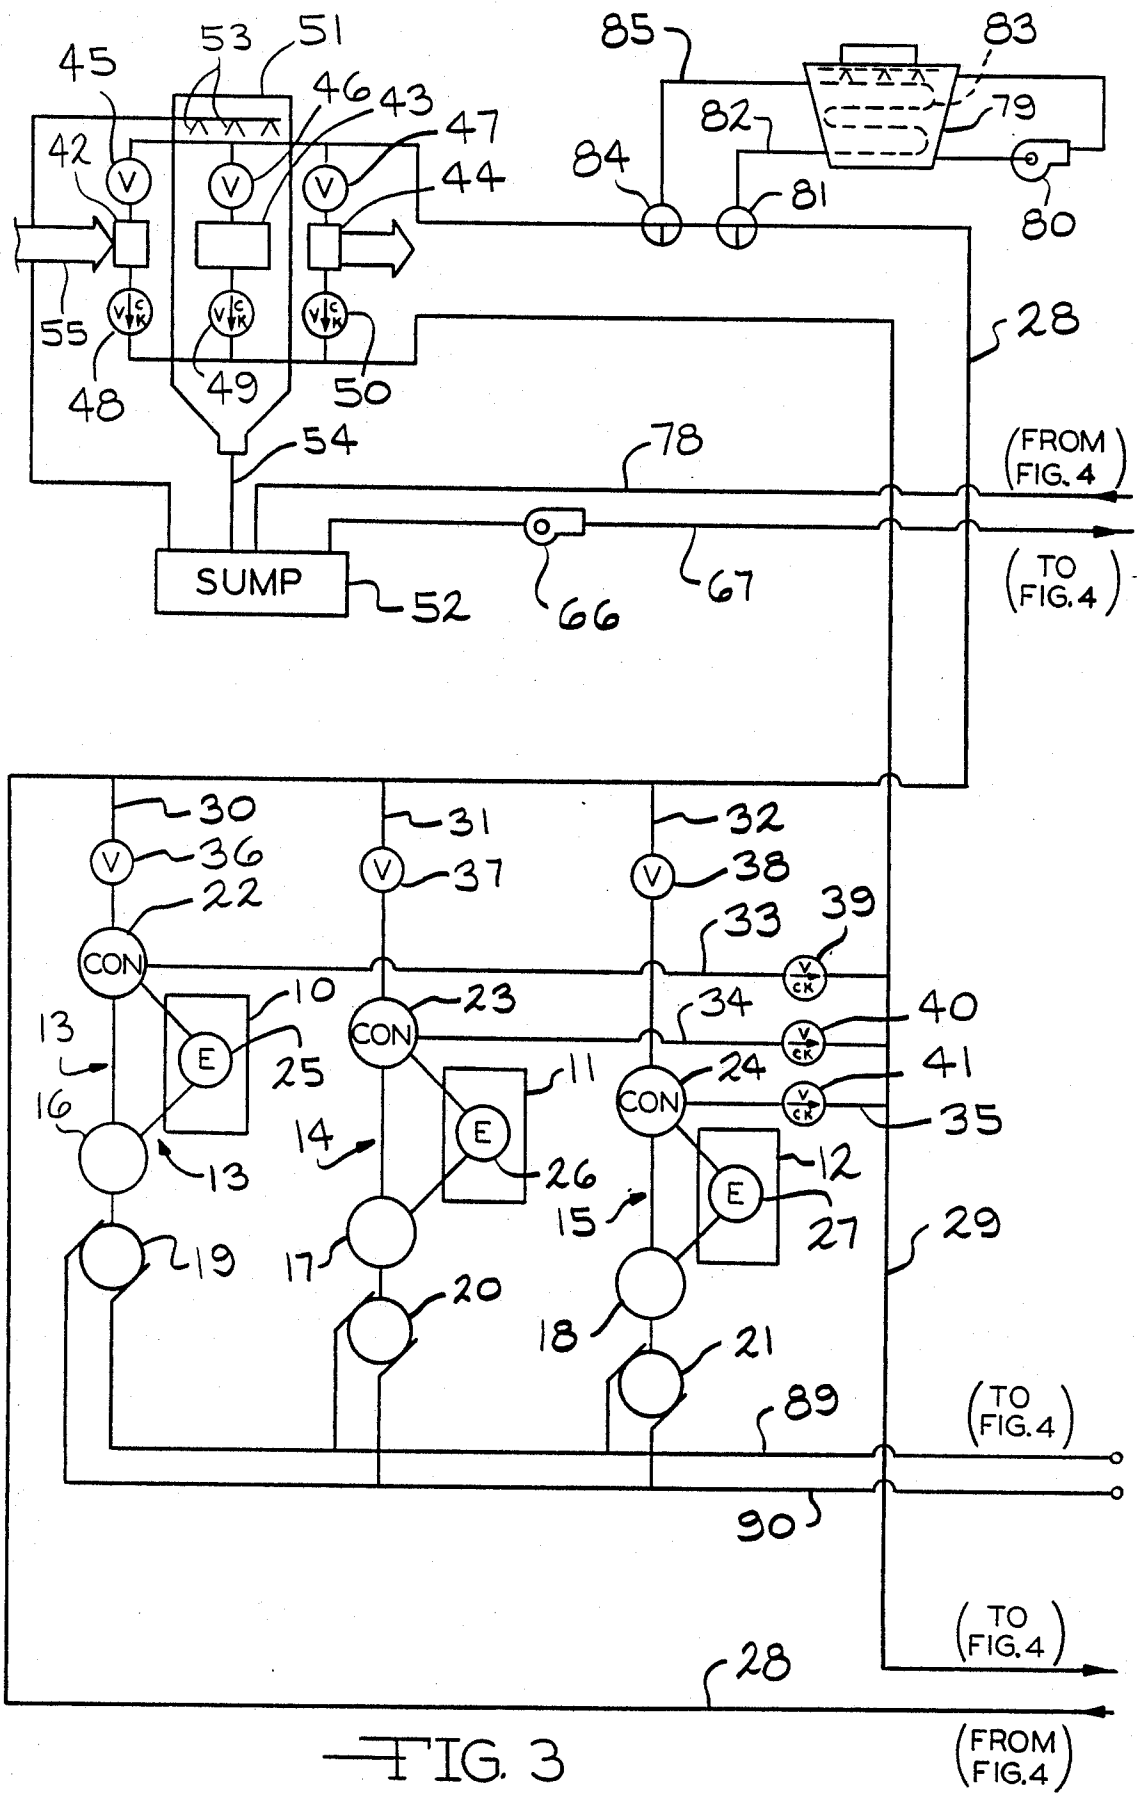 53
51
85
83
45
46
43
47
82
79
42
84
44
81
80
V
V
V
55
V CK
V CK
V CK
28
48
49
50
54
78
(FROM
FIG. 4)
SUMP
52
66
67
(TO
FIG. 4)
30
31
32
36
V
37
V
38
V
22
33
39
CON
V
CK
10
23
34
40
13
CON
V
CK
E
25
11
24
41
16
CON
V
CK
35
14
E
26
12
13
15
E
27
29
19
17
20
18
21
89
(TO
FIG. 4)
90
(TO
FIG. 4)
28
(FROM
FIG. 4)
FIG. 3